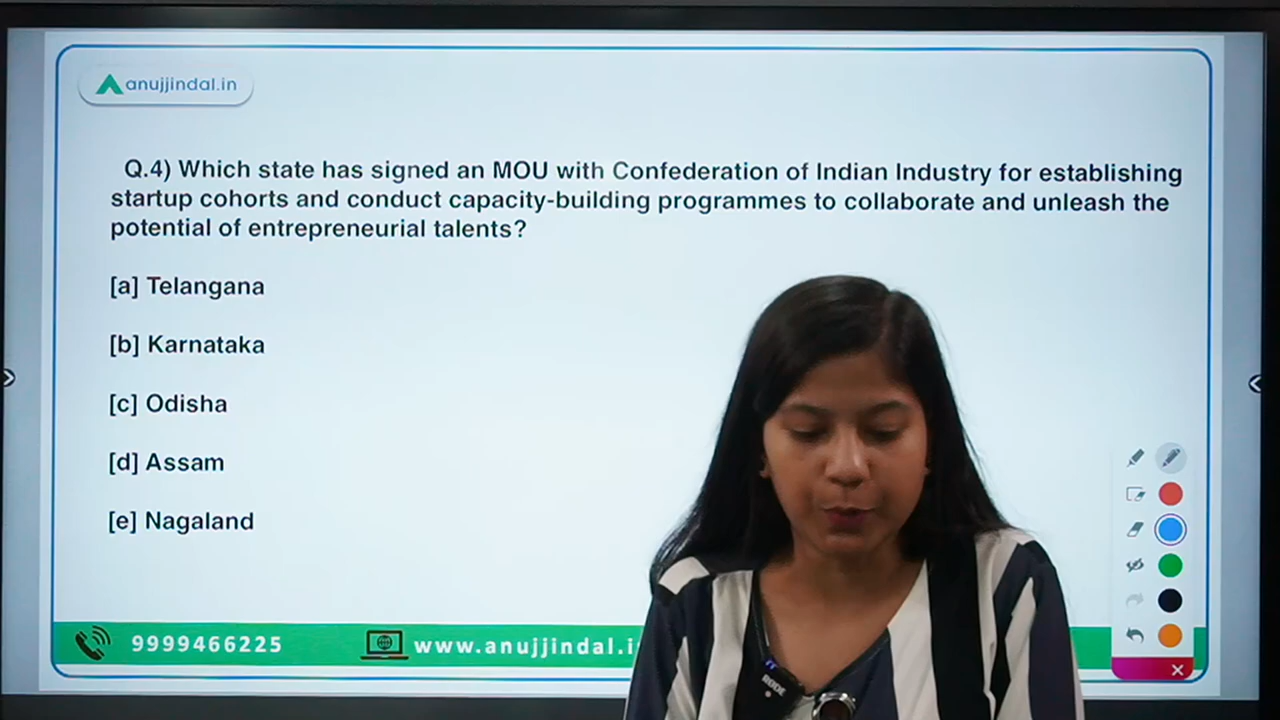 anujjindal.in
Q.4) Which state has signed an MOU with Confederation of Indian Industry for establishing
startup cohorts and conduct capacity-building programmes to collaborate and unleash the
potential of entrepreneurial talents?
[a] Telangana
[b] Karnataka
[c] Odisha
[d] Assam
[e] Nagaland
9999466225 www.anujjindal.i
RODE